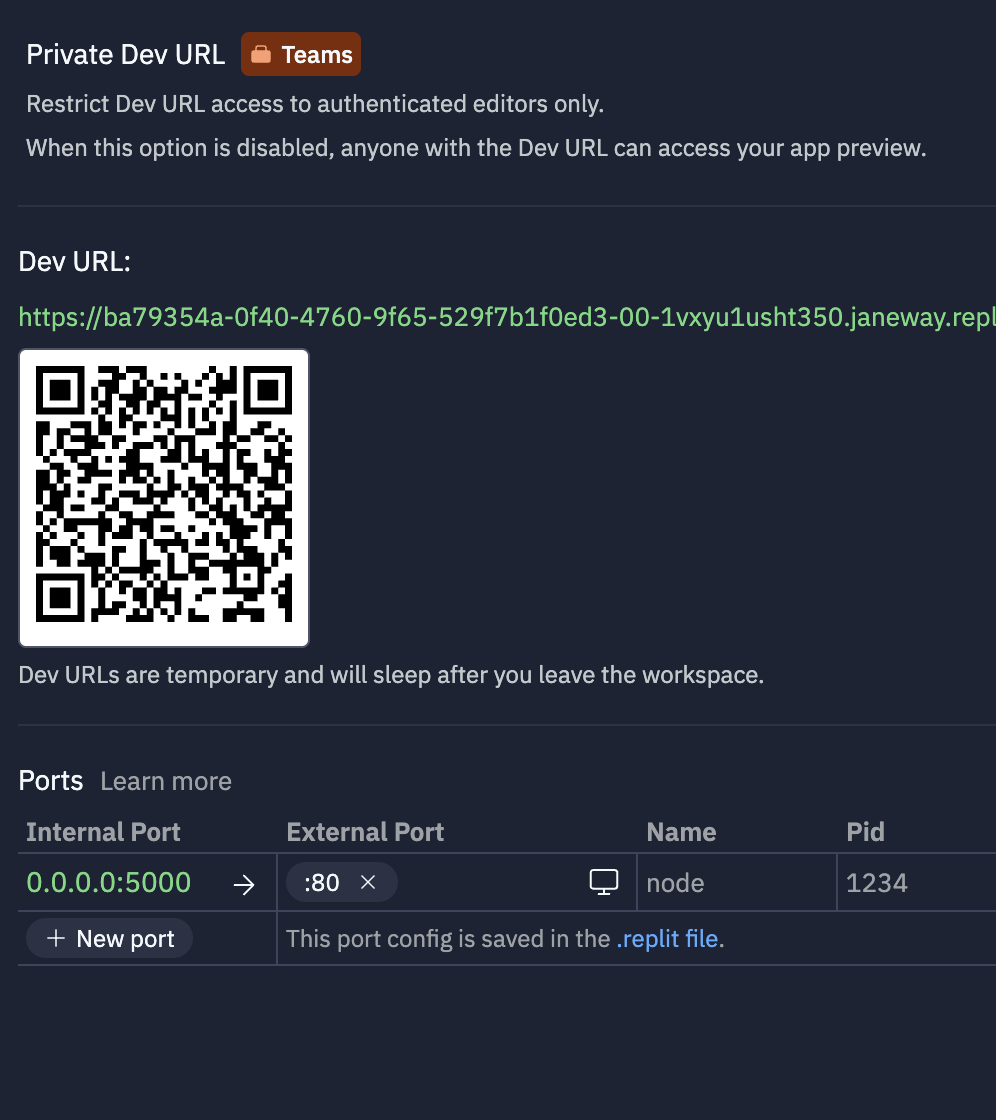 Private Dev URL Teams
Restrict Dev URL access to authenticated editors only.
When this option is disabled, anyone with the Dev URL can access your app preview.
Dev URL:
https://ba79354a-0f40-4760-9f65-529f7b1f0ed3-00-1vxyu1usht350.janeway.repl
Dev URLs are temporary and will sleep after you leave the workspace.
Ports Learn more
Internal Port External Port Name Pid
0.0.0.0:5000 → :80 × node 1234
+ New port This port config is saved in the .replit file.